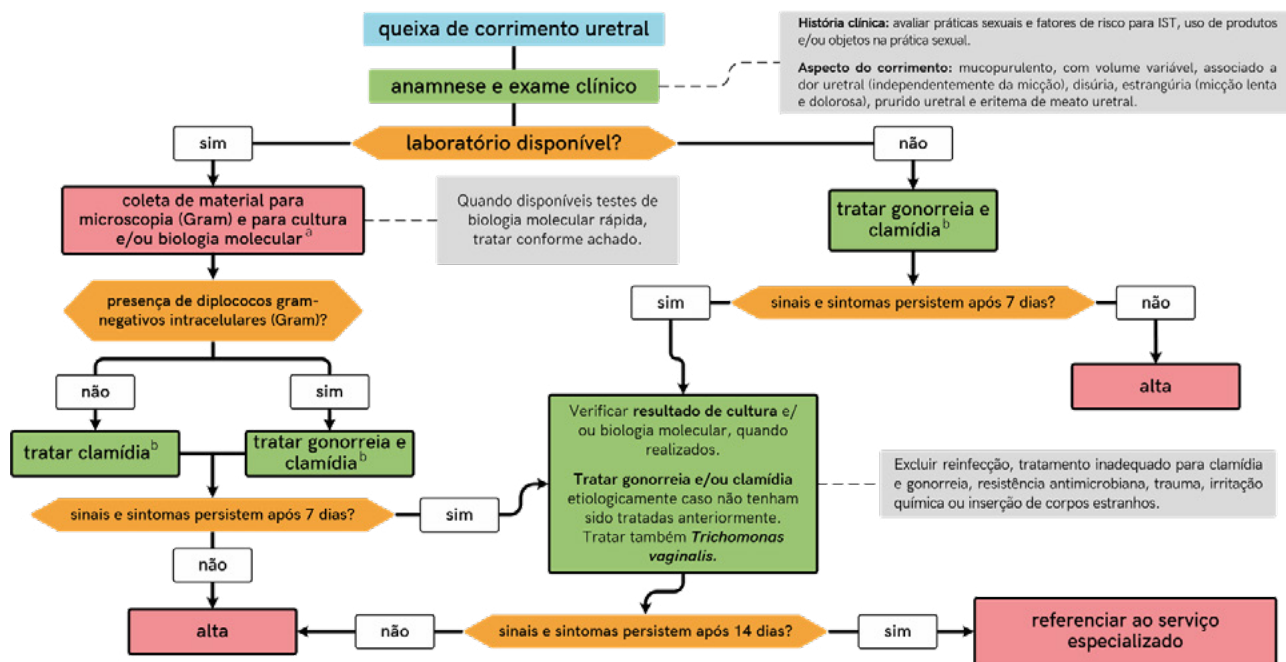 queixa de corrimento uretral
História clínica: avaliar práticas sexuais e fatores de risco para IST, uso de produtos
e/ou objetos na prática sexual.
Aspecto do corrimento: mucopurulento, com volume variável, associado a
dor uretral (independentemente da micção), disúria, estrangúria (micção lenta
e dolorosa), prurido uretral e eritema de meato uretral.
anamnese e exame clínico
laboratório disponível?
sim
não
coleta de material para
microscopia (Gram) e para cultura
e/ou biologia molecular a
Quando disponíveis testes de
biologia molecular rápida,
tratar conforme achado.
tratar gonorreia e
clamídia b
presença de diplococos gram-
negativos intracelulares (Gram)?
sim
sinais e sintomas persistem após 7 dias?
não
alta
não
sim
tratar clamídia b
tratar gonorreia e
clamídia b
Verificar resultado de cultura e/
ou biologia molecular, quando
realizados.
Tratar gonorreia e/ou clamídia
etiologicamente caso não tenham
sido tratadas anteriormente.
Tratar também Trichomonas
vaginalis.
Excluir reinfecção, tratamento inadequado para clamídia
e gonorreia, resistência antimicrobiana, trauma, irritação
química ou inserção de corpos estranhos.
sinais e sintomas persistem após 7 dias?
sim
não
alta
não
sinais e sintomas persistem após 14 dias?
sim
referenciar ao serviço
especializado